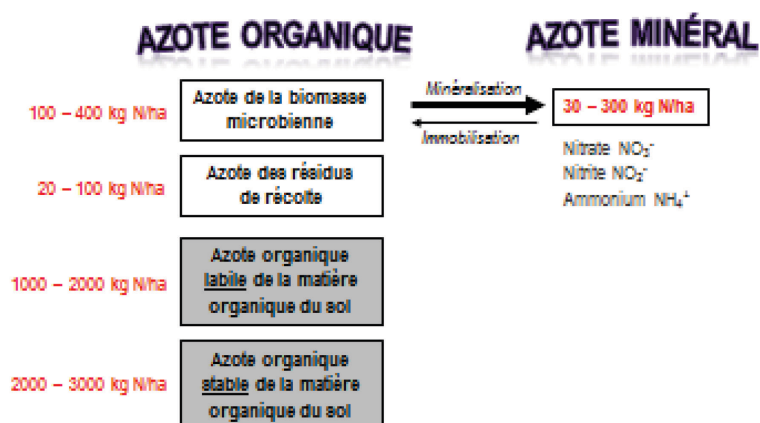 AZOTE ORGANIQUE
AZOTE MINÉRAL
100 – 400 kg N/ha
Azote de la biomasse
microbienne
Minéralisation
Immobilisation
30 – 300 kg N/ha
Nitrate NO₃⁻
Nitrite NO₂⁻
Ammonium NH₄⁺
20 – 100 kg N/ha
Azote des résidus
de récolte
1000 – 2000 kg N/ha
Azote organique
labile de la matière
organique du sol
2000 – 3000 kg N/ha
Azote organique
stable de la matière
organique du sol